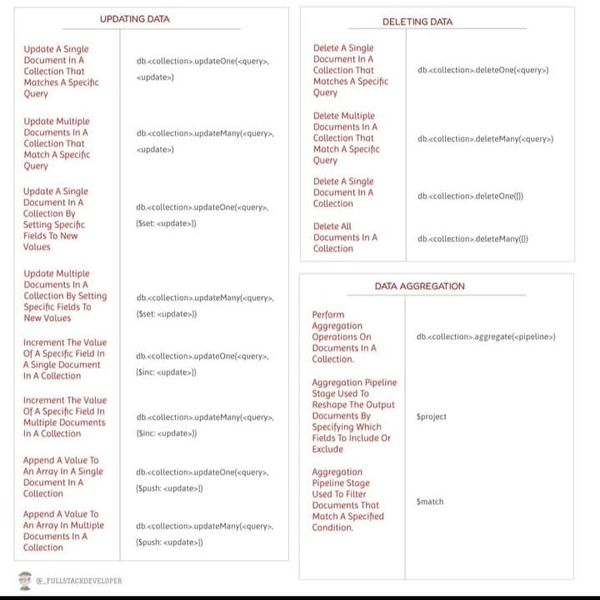 UPDATING DATA
Update A Single
Document In A
Collection That
Matches A Specific
Query
db.<collection>.updateOne(<query>,
<update>)
Update Multiple
Documents In A
Collection That
Match A Specific
Query
db.<collection>.updateMany(<query>,
<update>)
Update A Single
Document In A
Collection By
Setting Specific
Fields To New
Values
db.<collection>.updateOne(<query>,
{$set: <update>})
Update Multiple
Documents In A
Collection By Setting
Specific Fields To
New Values
db.<collection>.updateMany(<query>,
{$set: <update>})
Increment The Value
Of A Specific Field In
A Single Document
In A Collection
db.<collection>.updateOne(<query>,
{$inc: <update>})
Increment The Value
Of A Specific Field In
Multiple Documents
In A Collection
db.<collection>.updateMany(<query>,
{$inc: <update>})
Append A Value To
An Array In A Single
Document In A
Collection
db.<collection>.updateOne(<query>,
{$push: <update>})
Append A Value To
An Array In Multiple
Documents In A
Collection
db.<collection>.updateMany(<query>,
{$push: <update>})
DELETING DATA
Delete A Single
Document In A
Collection That
Matches A Specific
Query
db.<collection>.deleteOne(<query>)
Delete Multiple
Documents In A
Collection That
Match A Specific
Query
db.<collection>.deleteMany(<query>)
Delete A Single
Document In A
Collection
db.<collection>.deleteOne({})
Delete All
Documents In A
Collection
db.<collection>.deleteMany({})
DATA AGGREGATION
Perform
Aggregation
Operations On
Documents In A
Collection.
db.<collection>.aggregate(<pipeline>)
Aggregation Pipeline
Stage Used To
Reshape The Output
Documents By
Specifying Which
Fields To Include Or
Exclude
$project
Aggregation
Pipeline Stage
Used To Filter
Documents That
Match A Specified
Condition.
$match
@_FULLSTACKDEVELOPER